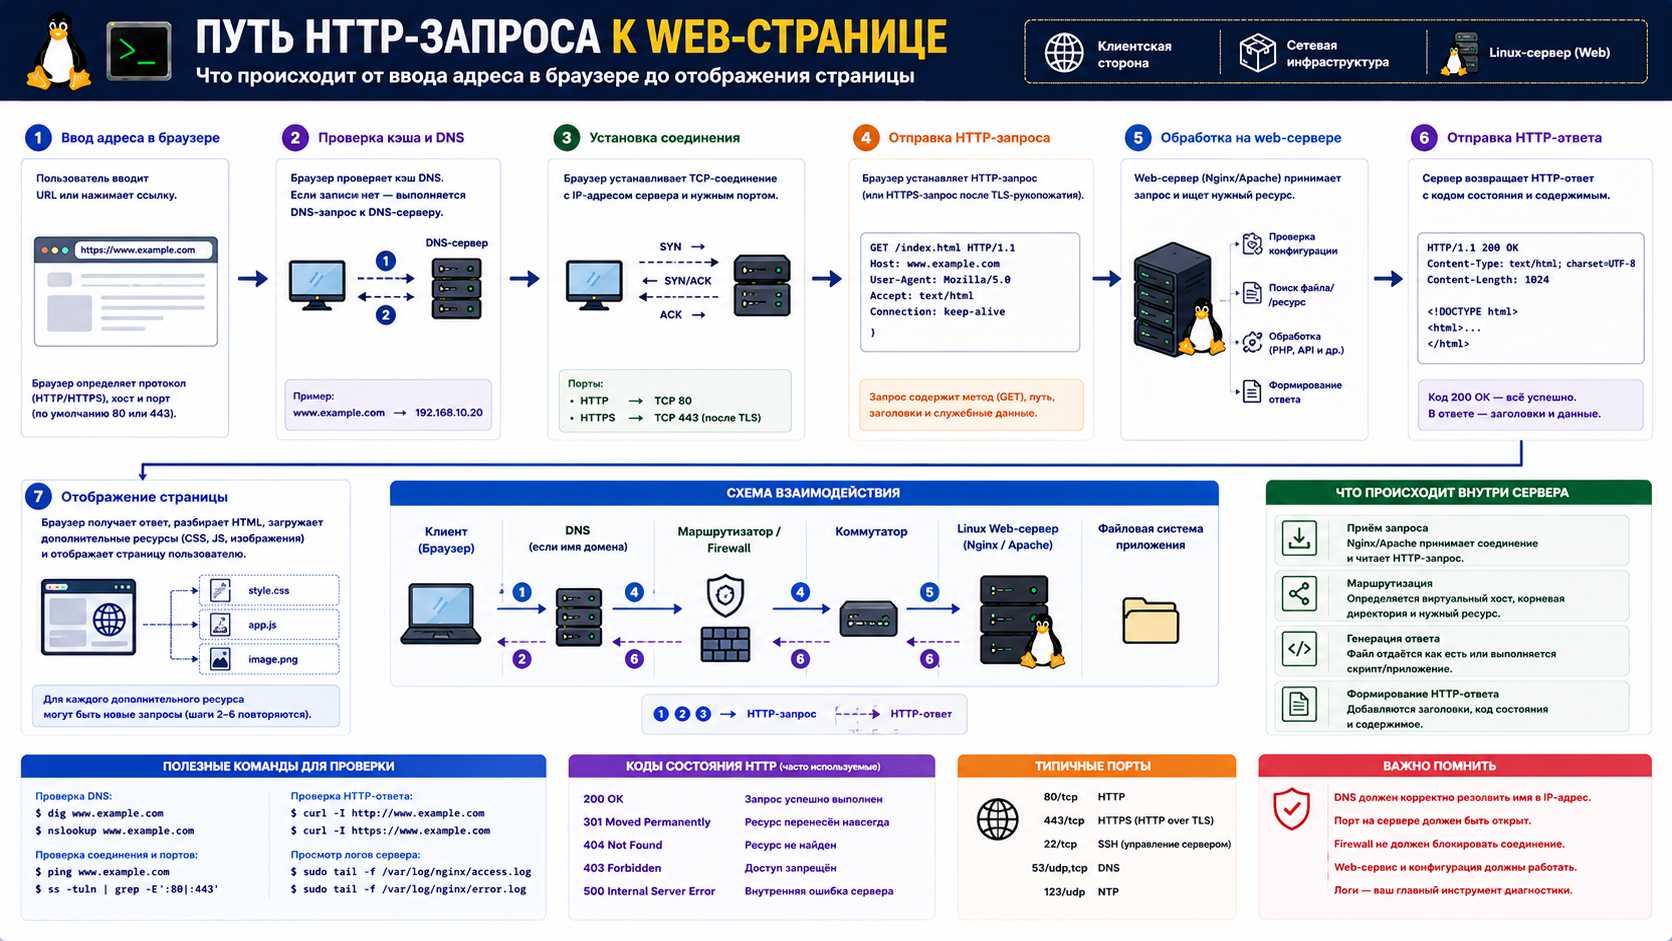 ПУТЬ HTTP-ЗАПРОСА К WEB-СТРАНИЦЕ
Что происходит от ввода адреса в браузере до отображения страницы
Клиентская
сторона
Сетевая
инфраструктура
Linux-сервер (Web)
>_
1 Ввод адреса в браузере
Пользователь вводит
URL или нажимает ссылку.
https://www.example.com
Браузер определяет протокол
(HTTP/HTTPS), хост и порт
(по умолчанию 80 или 443).
2 Проверка кэша и DNS
Браузер проверяет кэш DNS.
Если записи нет — выполняется
DNS-запрос к DNS-серверу.
DNS-сервер
1
2
Пример:
www.example.com → 192.168.10.20
3 Установка соединения
Браузер устанавливает TCP-соединение
с IP-адресом сервера и нужным портом.
SYN →
← SYN/ACK
ACK →
Порты:
• HTTP → TCP 80
• HTTPS → TCP 443 (после TLS)
4 Отправка HTTP-запроса
Браузер устанавляет HTTP-запрос
(или HTTPS-запрос после TLS-рукопожатия).
GET /index.html HTTP/1.1
Host: www.example.com
User-Agent: Mozilla/5.0
Accept: text/html
Connection: keep-alive
}
Запрос содержит метод (GET), путь,
заголовки и служебные данные.
5 Обработка на web-сервере
Web-сервер (Nginx/Apache) принимает
запрос и ищет нужный ресурс.
Проверка
конфигурации
Поиск файла/
/ресурс
Обработка
(PHP, API и др.)
Формирование
ответа
6 Отправка HTTP-ответа
Сервер возвращает HTTP-ответ
с кодом состояния и содержимым.
HTTP/1.1 200 OK
Content-Type: text/html; charset=UTF-8
Content-Length: 1024
<!DOCTYPE html>
<html>...
</html>
Код 200 OK — всё успешно.
В ответе — заголовки и данные.
7 Отображение страницы
Браузер получает ответ, разбирает HTML, загружает
дополнительные ресурсы (CSS, JS, изображения)
и отображает страницу пользователю.
style.css
app.js
image.png
Для каждого дополнительного ресурса
могут быть новые запросы (шаги 2–6 повторяются).
СХЕМА ВЗАИМОДЕЙСТВИЯ
Клиент
(Браузер)
DNS
(если имя домена)
Маршрутизатор /
Firewall
Коммутатор
Linux Web-сервер
(Nginx / Apache)
Файловая система
приложения
1 4 4 5
2 6 6 6
1 2 3 → HTTP-запрос HTTP-ответ
ЧТО ПРОИСХОДИТ ВНУТРИ СЕРВЕРА
Приём запроса
Nginx/Apache принимает соединение
и читает HTTP-запрос.
Маршрутизация
Определяется виртуальный хост, корневая
директория и нужный ресурс.
</>
Генерация ответа
Файл отдаётся как есть или выполняется
скрипт/приложение.
Формирование HTTP-ответа
Добавляются заголовки, код состояния
и содержимое.
ПОЛЕЗНЫЕ КОМАНДЫ ДЛЯ ПРОВЕРКИ
Проверка DNS:
$ dig www.example.com
$ nslookup www.example.com
Проверка соединения и портов:
$ ping www.example.com
$ ss -tuln | grep -E':80|:443'
Проверка HTTP-ответа:
$ curl -I http://www.example.com
$ curl -I https://www.example.com
Просмотр логов сервера:
$ sudo tail -f /var/log/nginx/access.log
$ sudo tail -f /var/log/nginx/error.log
КОДЫ СОСТОЯНИЯ HTTP (часто используемые)
200 OK Запрос успешно выполнен
301 Moved Permanently Ресурс перенесён навсегда
404 Not Found Ресурс не найден
403 Forbidden Доступ запрещён
500 Internal Server Error Внутренняя ошибка сервера
ТИПИЧНЫЕ ПОРТЫ
80/tcp HTTP
443/tcp HTTPS (HTTP over TLS)
22/tcp SSH (управление сервером)
53/udp,tcp DNS
123/udp NTP
ВАЖНО ПОМНИТЬ
DNS должен корректно резолвить имя в IP-адрес.
Порт на сервере должен быть открыт.
Firewall не должен блокировать соединение.
Web-сервис и конфигурация должны работать.
Логи — ваш главный инструмент диагностики.